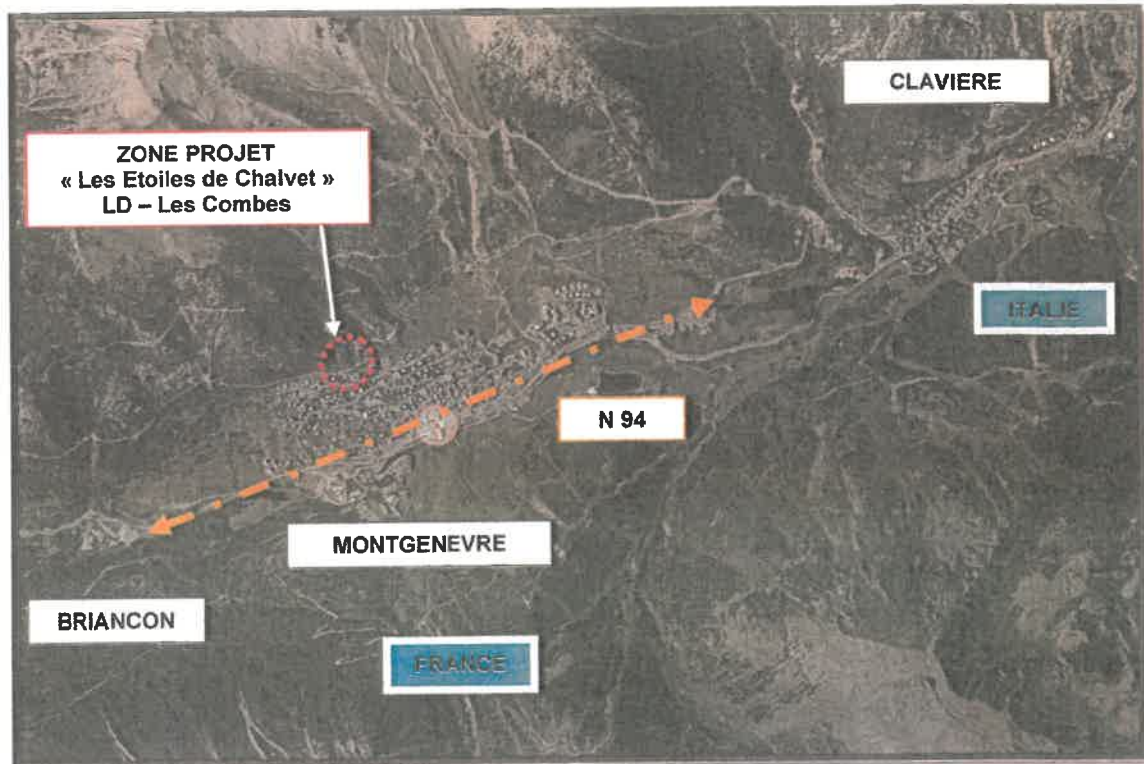 CLAVIERE
ZONE PROJET
« Les Etoiles de Chalvet »
LD – Les Combes
ITALIE
N 94
MONTGENEVRE
BRIANCON
FRANCE